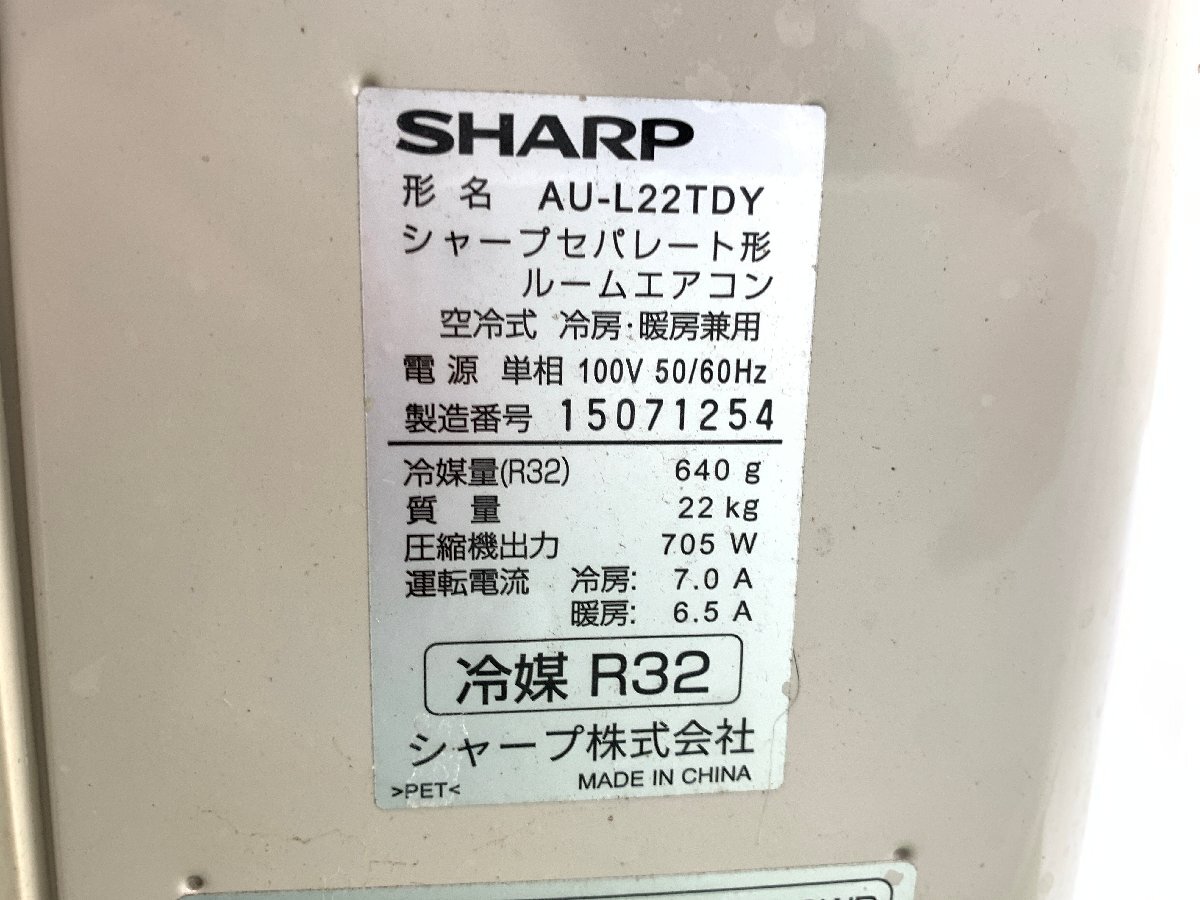 SHARP
形名 AU-L22TDY
シャープセパレート形
ルームエアコン
空冷式 冷房・暖房兼用
電源 単相 100V 50/60Hz
製造番号 15071254
冷媒量(R32) 640 g
質量 22 kg
圧縮機出力 705 W
運転電流 冷房: 7.0 A
暖房: 6.5 A
冷媒 R32
シャープ株式会社
>PET< MADE IN CHINA